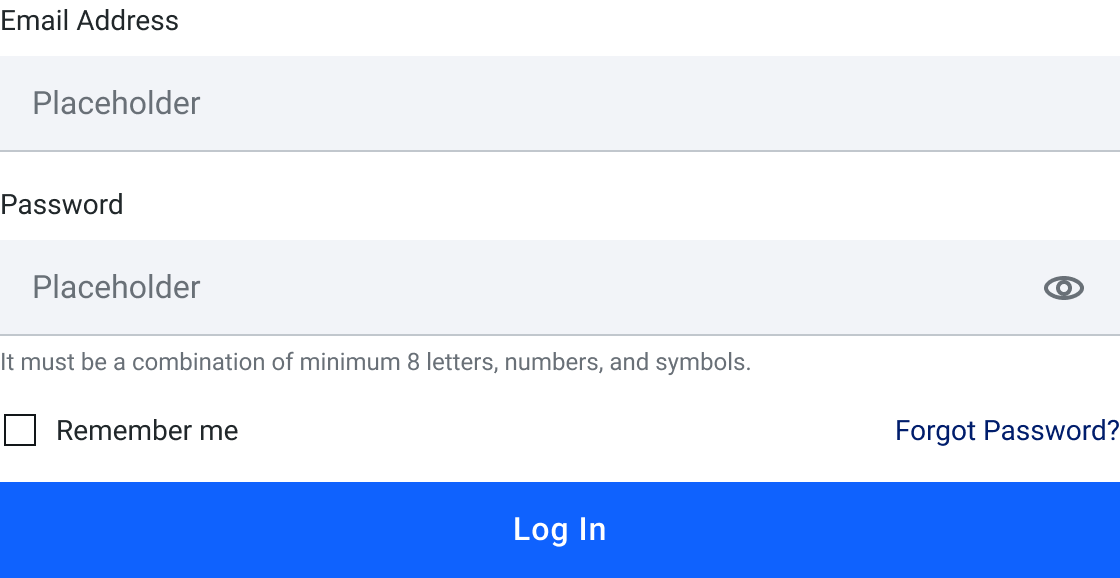 Email Address
Placeholder
Password
Placeholder
It must be a combination of minimum 8 letters, numbers, and symbols.
Remember me
Forgot Password?
Log In